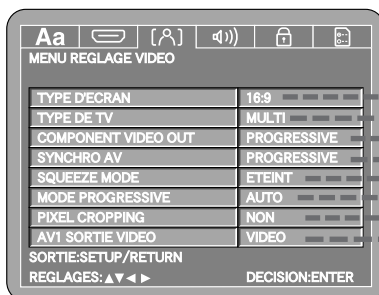 Aa
MENU REGLAGE VIDEO
TYPE D'ECRAN 16:9
TYPE DE TV MULTI
COMPONENT VIDEO OUT PROGRESSIVE
SYNCHRO AV PROGRESSIVE
SQUEEZE MODE ETEINT
MODE PROGRESSIVE AUTO
PIXEL CROPPING NON
AV1 SORTIE VIDEO VIDEO
SORTIE:SETUP/RETURN
REGLAGES:▲▼◄► DECISION:ENTER